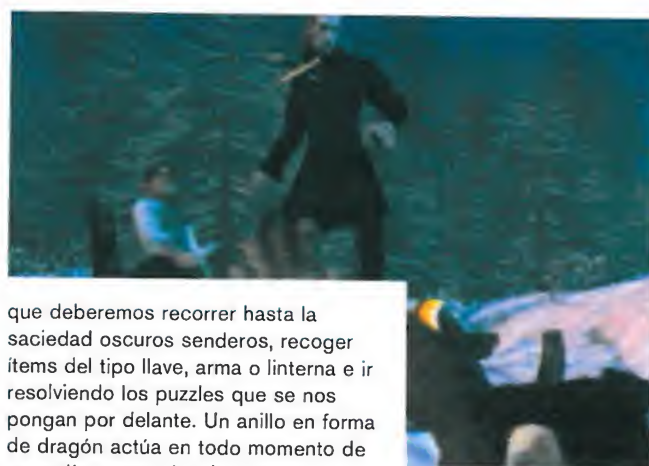 que deberemos recorrer hasta la
saciedad oscuros senderos, recoger
ítems del tipo llave, arma o linterna e ir
resolviendo los puzzles que se nos
pongan por delante. Un anillo en forma
de dragón actúa en todo momento de